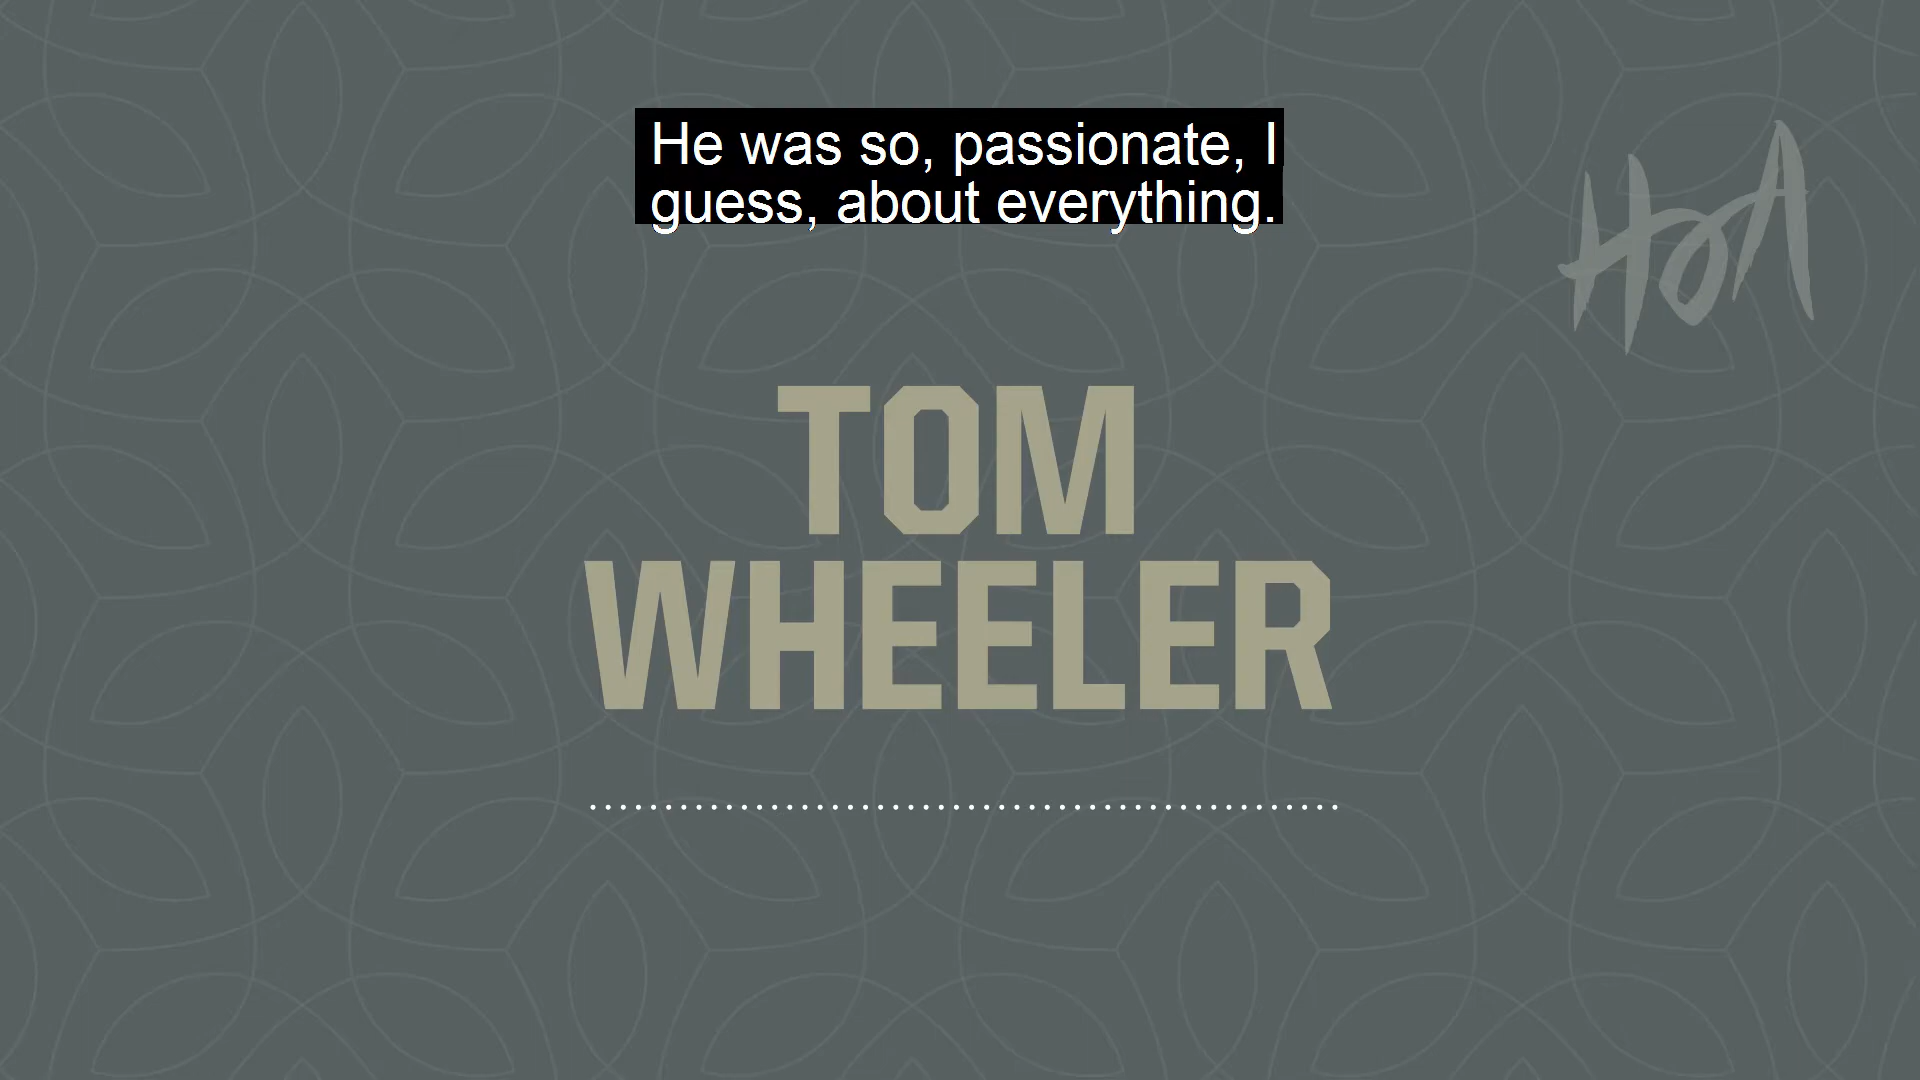 He was so, passionate, I
guess, about everything.
HOA
TOM
WHEELER